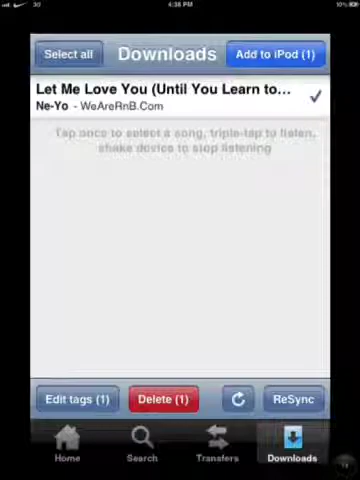 3G 4:38 PM 10%
Select all Downloads Add to iPod (1)
Let Me Love You (Until You Learn to...
Ne-Yo - WeAreRnB.Com
Tap once to select a song, triple-tap to listen,
shake device to stop listening
Edit tags (1) Delete (1) ReSync
Home Search Transfers Downloads